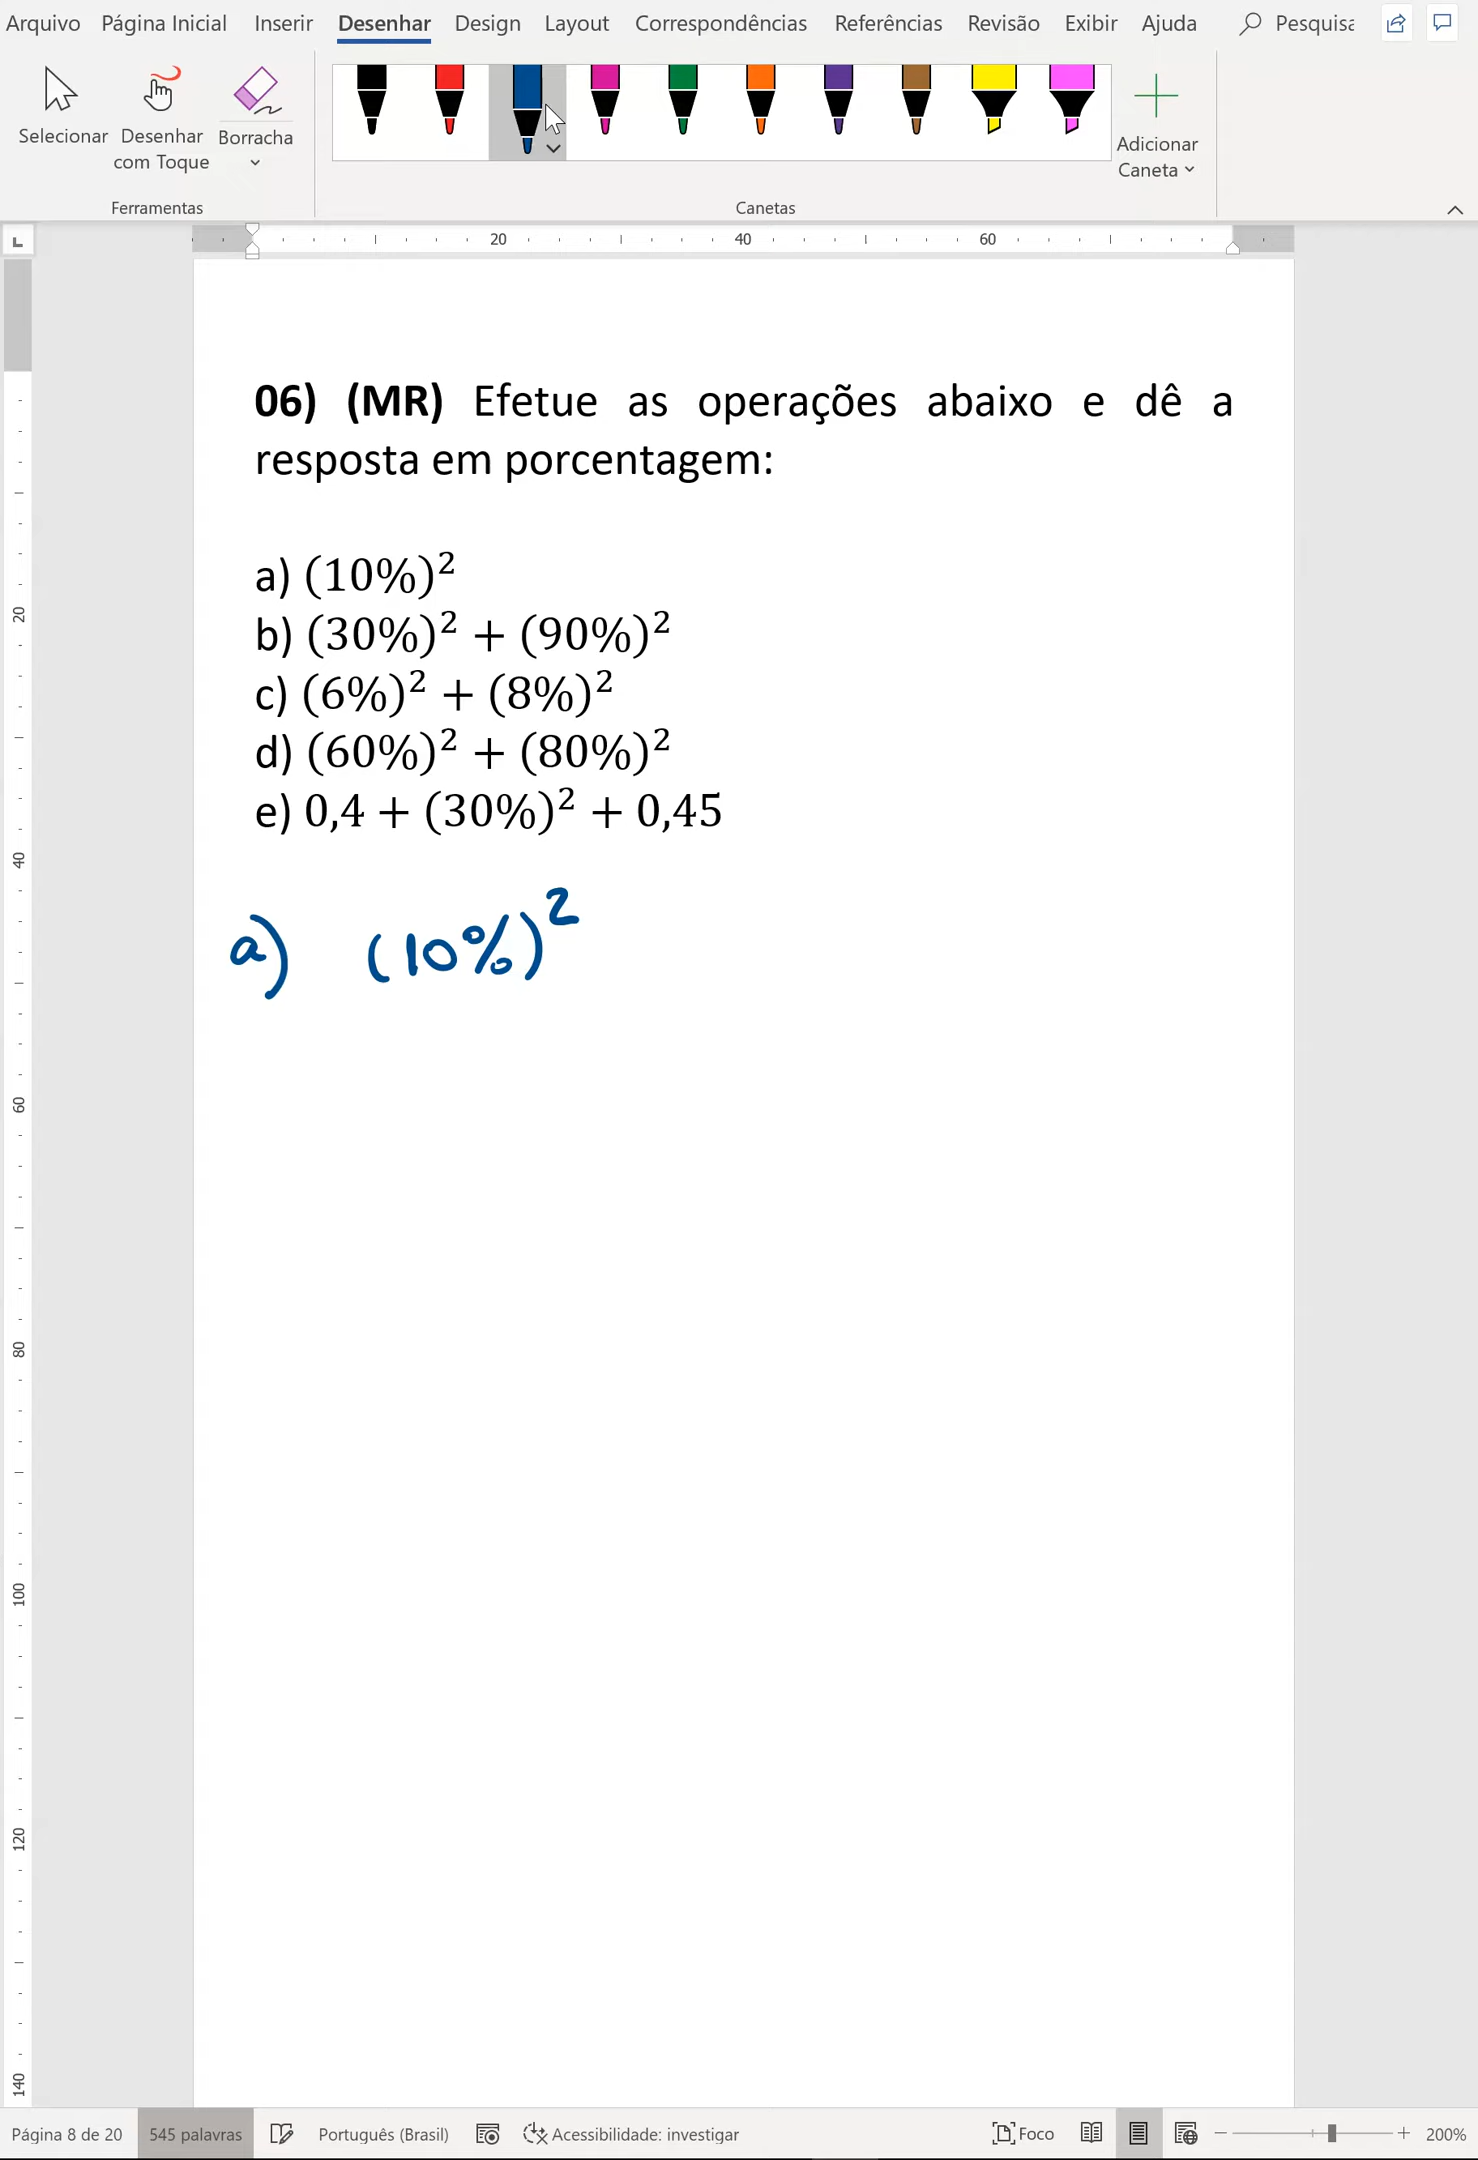 Arquivo Página Inicial Inserir Desenhar Design Layout Correspondências Referências Revisão Exibir Ajuda Pesquisa
Selecionar Desenhar com Toque Borracha Adicionar Caneta
Ferramentas Canetas
20 40 60
06) (MR) Efetue as operações abaixo e dê a
resposta em porcentagem:
a) (10%)²
b) (30%)² + (90%)²
c) (6%)² + (8%)²
d) (60%)² + (80%)²
e) 0,4 + (30%)² + 0,45
a) (10%)²
20
40
60
80
100
120
140
Página 8 de 20 545 palavras Português (Brasil) Acessibilidade: investigar Foco 200%